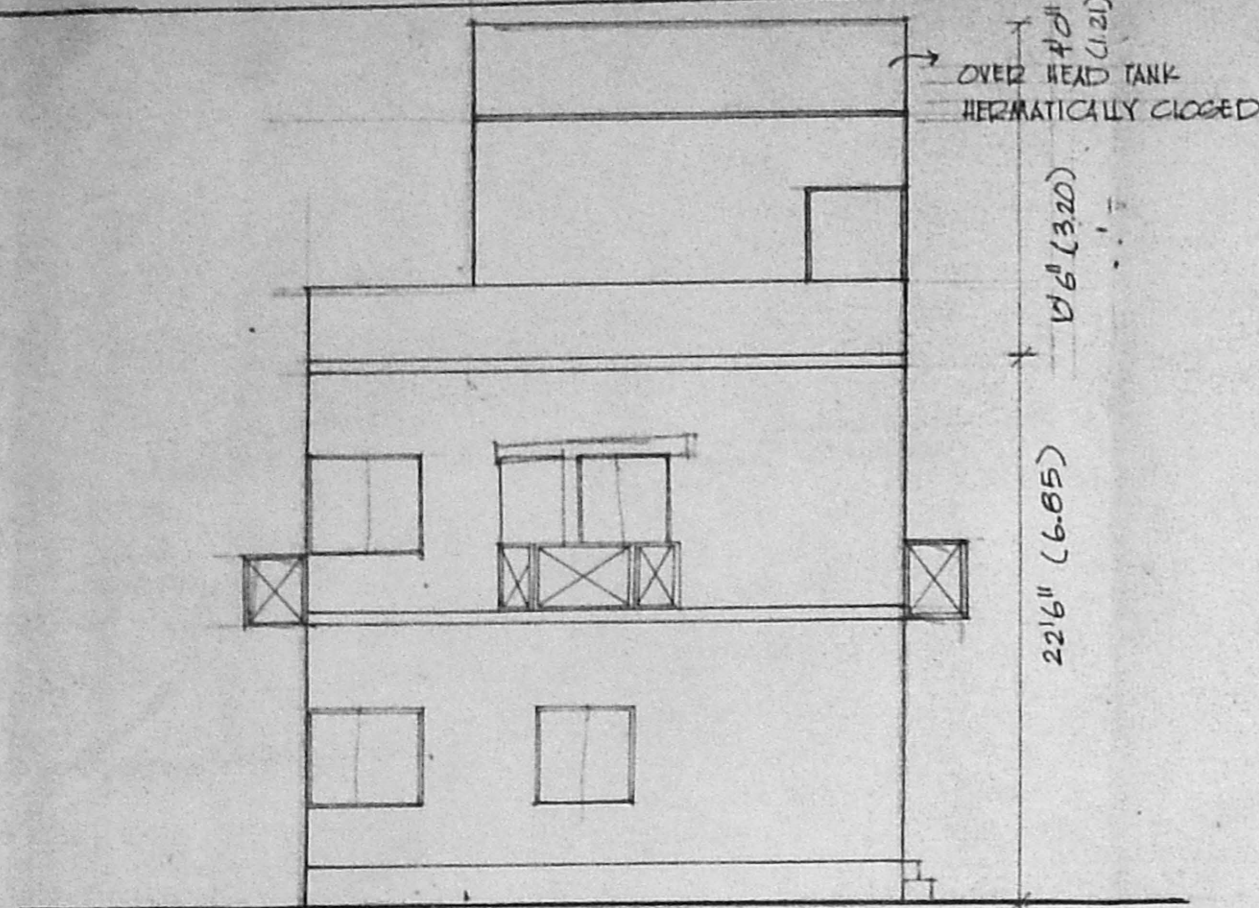 4'0"
(1.21)
OVER HEAD TANK
HERMATICALLY CLOSED
10'6" (3.20)
22'6" (6.85)